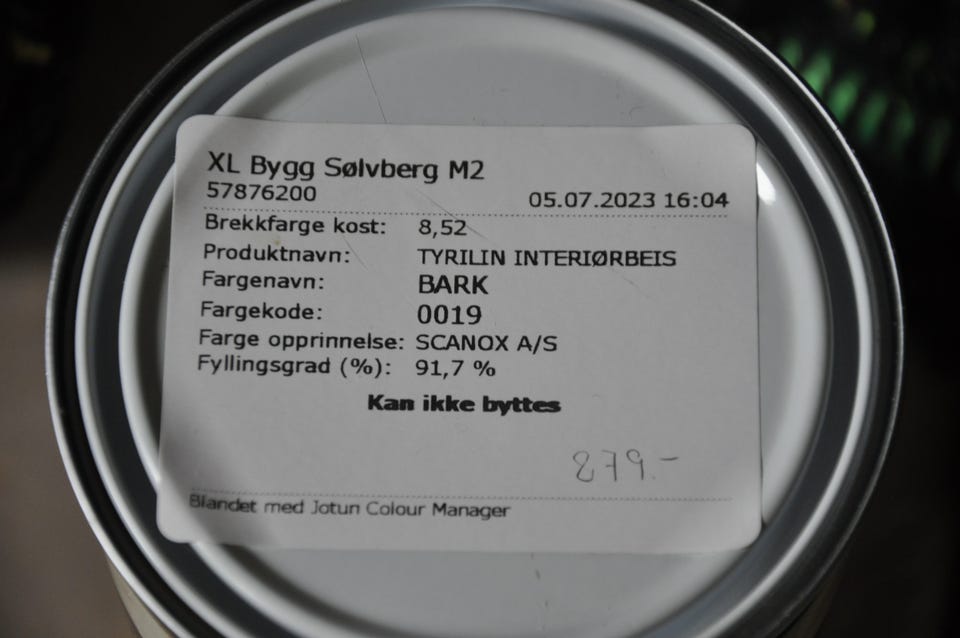 XL Bygg Sølvberg M2
57876200 05.07.2023 16:04
Brekkfarge kost: 8,52
Produktnavn: TYRILIN INTERIØRBEIS
Fargenavn: BARK
Fargekode: 0019
Farge opprinnelse: SCANOX A/S
Fyllingsgrad (%): 91,7 %
Kan ikke byttes
879.-
Blandet med Jotun Colour Manager